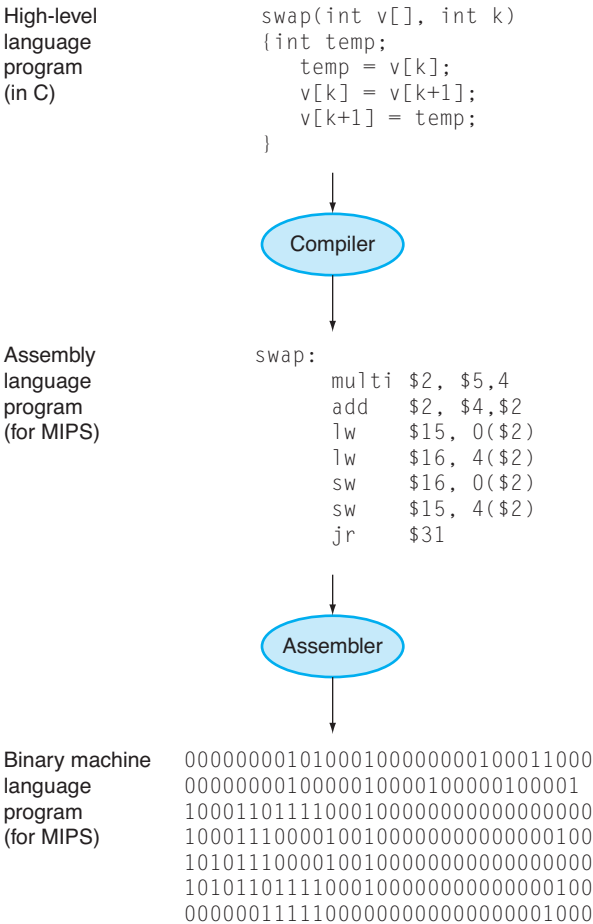 High-level swap(int v[], int k)
language {int temp;
program temp = v[k];
(in C) v[k] = v[k+1];
v[k+1] = temp;
}
Compiler
Assembly swap:
language multi $2, $5,4
program add $2, $4,$2
(for MIPS) lw $15, 0($2)
lw $16, 4($2)
sw $16, 0($2)
sw $15, 4($2)
jr $31
Assembler
Binary machine 00000000101000100000000100011000
language 0000000010000010000100000100001
program 10001101111000100000000000000000
(for MIPS) 10001110000100100000000000000100
10101110000100100000000000000000
10101101111000100000000000000100
00000011111000000000000000001000